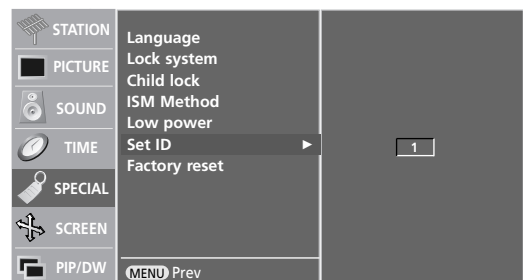 STATION
PICTURE
SOUND
TIME
SPECIAL
SCREEN
PIP/DW
Language
Lock system
Child lock
ISM Method
Low power
Set ID ►
Factory reset
MENU Prev
1